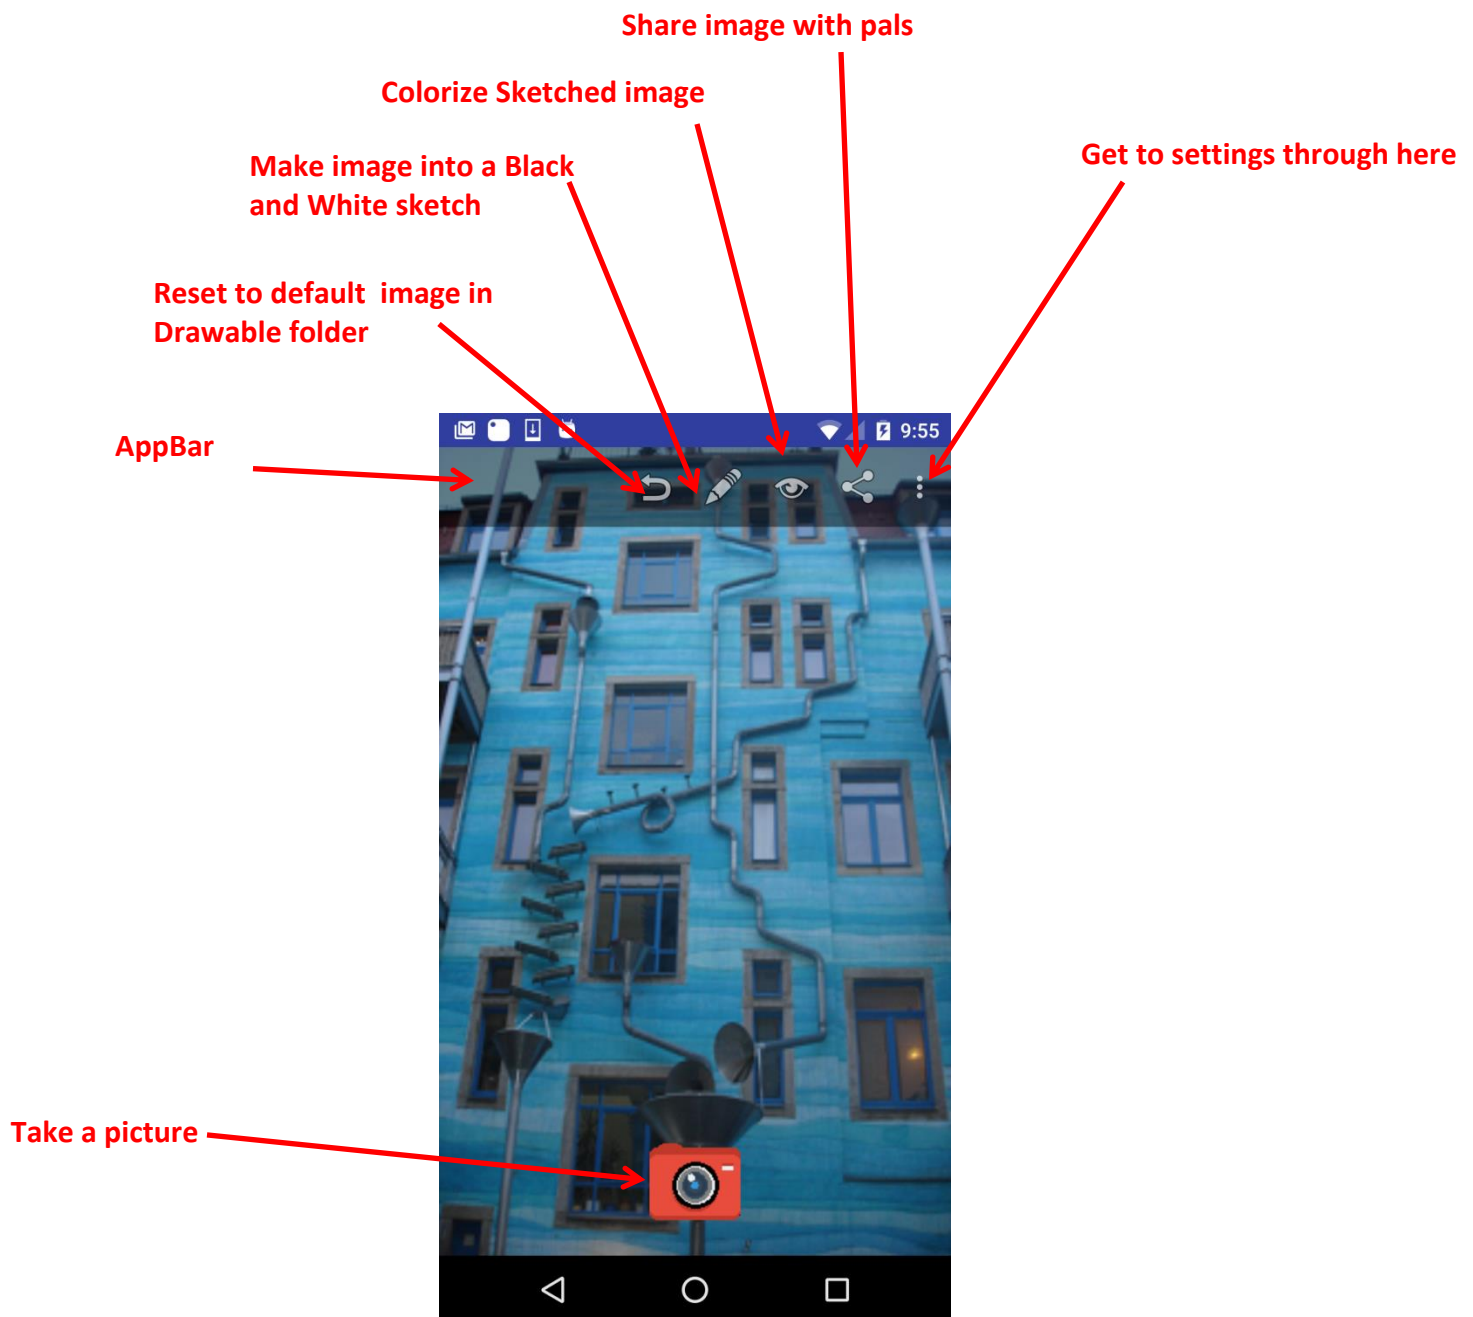 Share image with pals
Colorize Sketched image
Get to settings through here
Make image into a Black
and White sketch
Reset to default image in
Drawable folder
AppBar
9:55
Take a picture